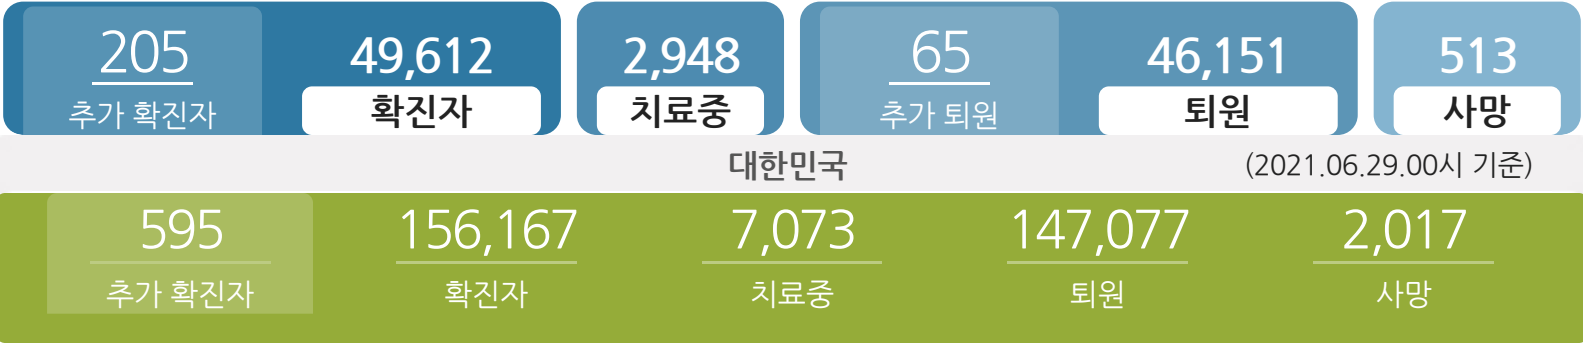 205 49,612 2,948 65 46,151 513
추가 확진자 확진자 치료중 추가 퇴원 퇴원 사망
대한민국 (2021.06.29.00시 기준)
595 156,167 7,073 147,077 2,017
추가 확진자 확진자 치료중 퇴원 사망